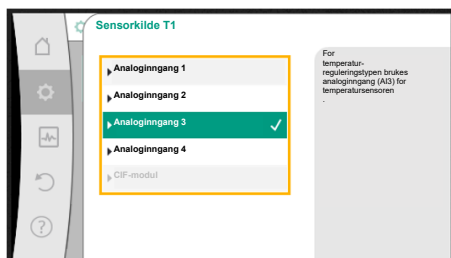 Sensorkilde T1
Analoginngang 1
Analoginngang 2
Analoginngang 3
Analoginngang 4
CIF-modul
For
temperatur-
reguleringstypen brukes
analoginngang (AI3) for
temperatursensoren
.